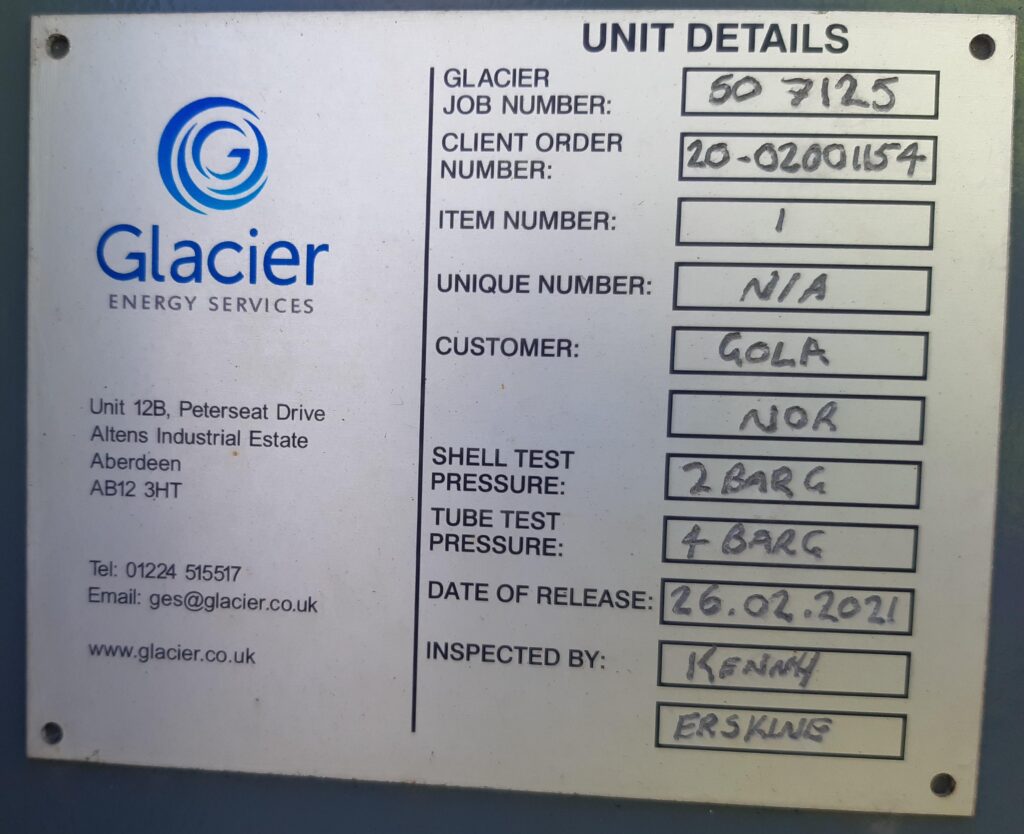 UNIT DETAILS
G
Glacier
ENERGY SERVICES
Unit 12B, Peterseat Drive
Altens Industrial Estate
Aberdeen
AB12 3HT
Tel: 01224 515517
Email: ges@glacier.co.uk
www.glacier.co.uk
GLACIER
JOB NUMBER: SO 7125
CLIENT ORDER
NUMBER: 20-02001154
ITEM NUMBER: 1
UNIQUE NUMBER: N/A
CUSTOMER: GOLA
NOR
SHELL TEST
PRESSURE: 2 BARG
TUBE TEST
PRESSURE: 4 BARG
DATE OF RELEASE: 26.02.2021
INSPECTED BY: KENNY
ERSKINE